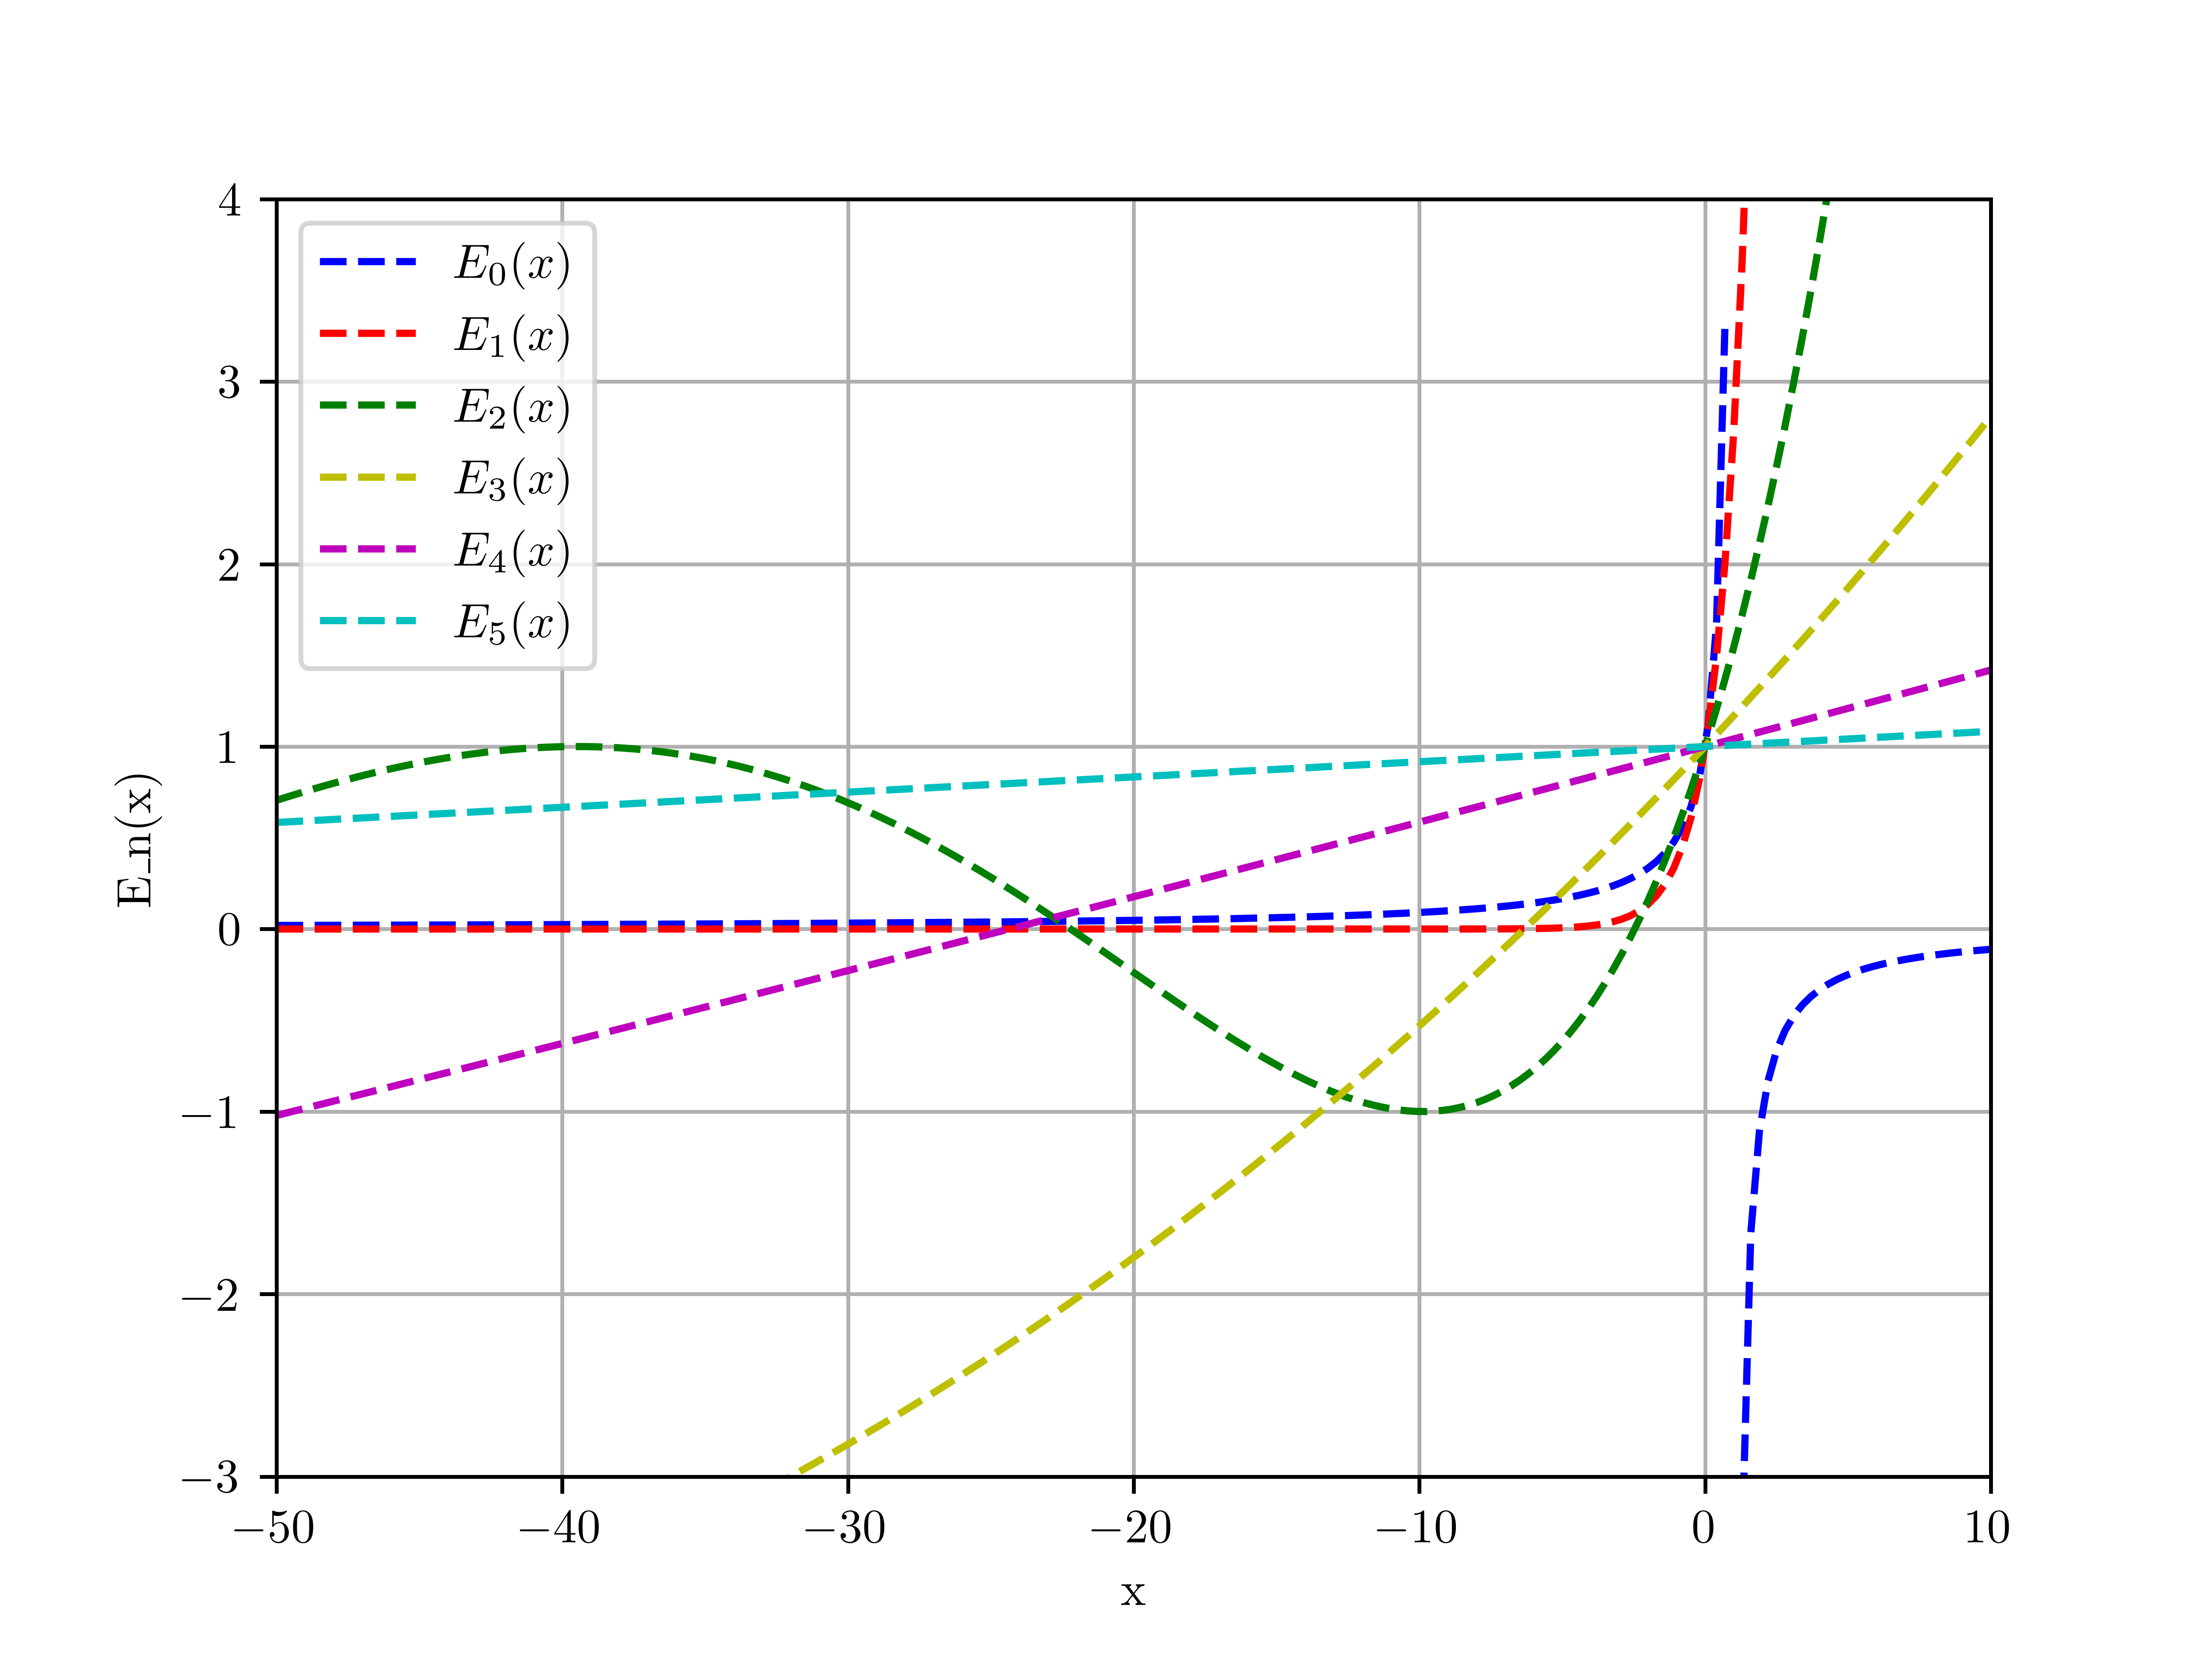 4
3
2
1
0
−1
−2
−3
E_n(x)
E₀(x)
E₁(x)
E₂(x)
E₃(x)
E₄(x)
E₅(x)
−50 −40 −30 −20 −10 0 10
x